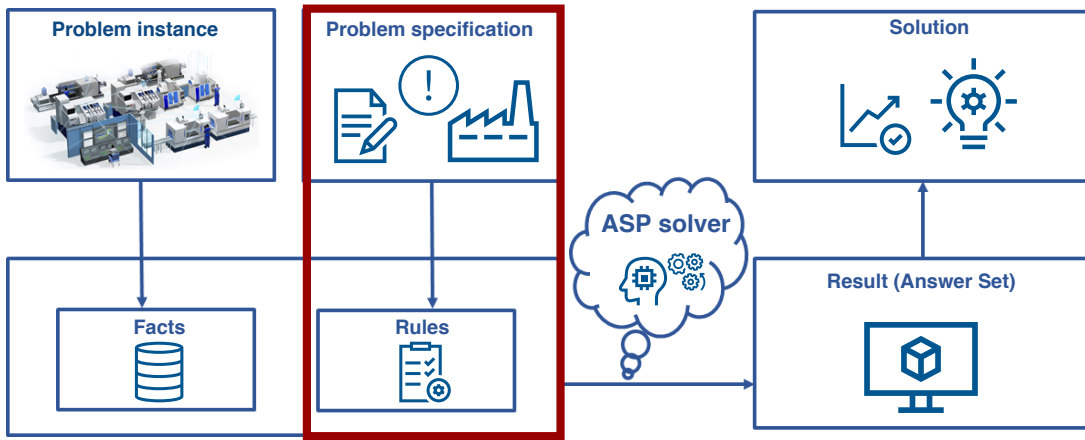 Problem instance
Problem specification
Solution
ASP solver
Result (Answer Set)
Facts
Rules